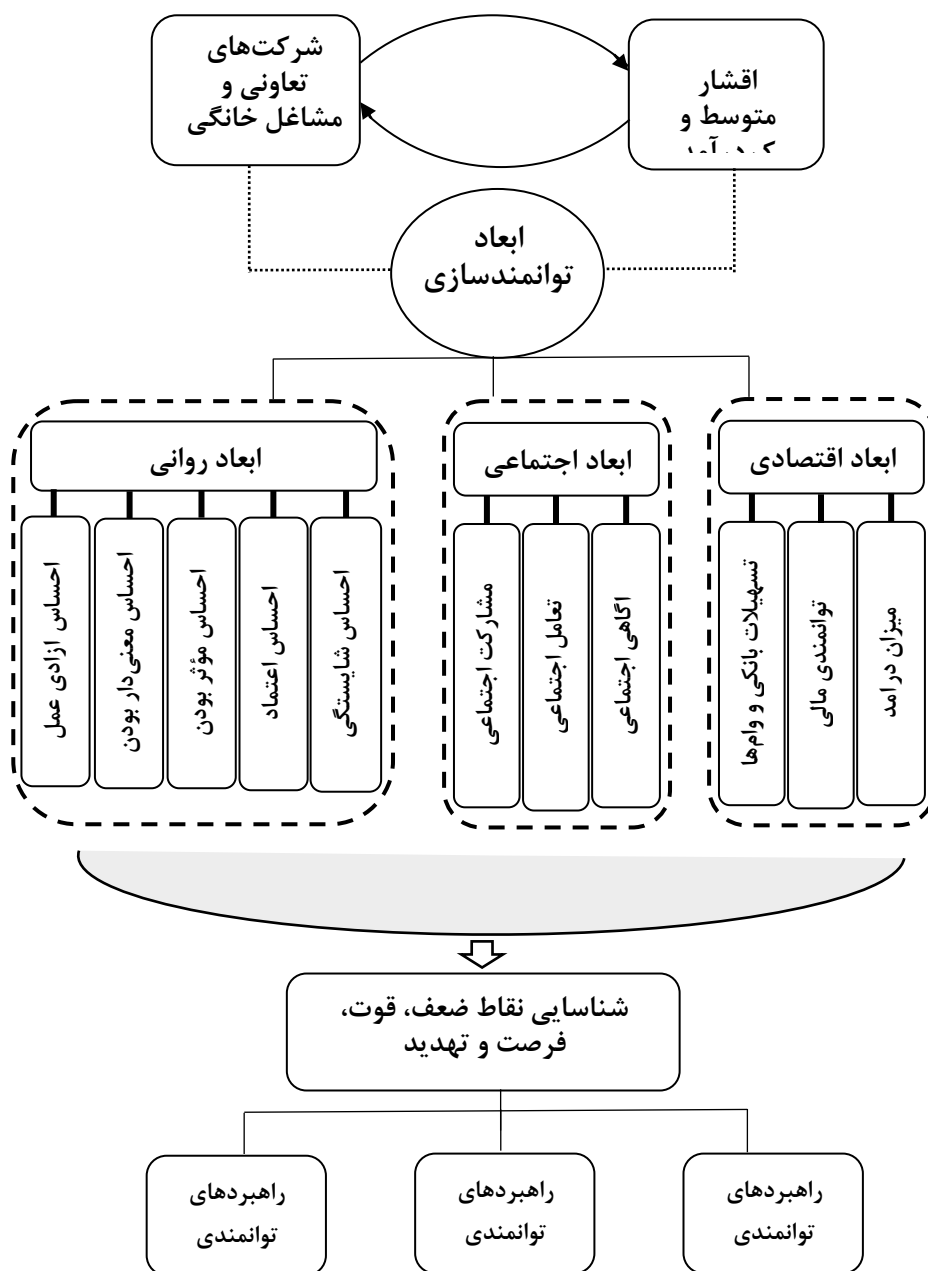 اقشار
متوسط و
شرکت‌های
تعاونی و
مشاغل خانگی
ابعاد
توانمندسازی
ابعاد اقتصادی
میزان درامد
توانمندی مالی
تسهیلات بانکی و وام‌ها
ابعاد اجتماعی
اگاهی اجتماعی
تعامل اجتماعی
مشارکت اجتماعی
ابعاد روانی
احساس شایستگی
احساس اعتماد
احساس مؤثر بودن
احساس معنی‌دار بودن
احساس ازادی عمل
شناسایی نقاط ضعف، قوت،
فرصت و تهدید
راهبردهای
توانمندی
راهبردهای
توانمندی
راهبردهای
توانمندی